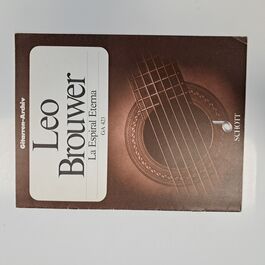 Gitarren-Archiv
Leo
Brouwer
La Espiral Eterna
GA 423
SCHOTT